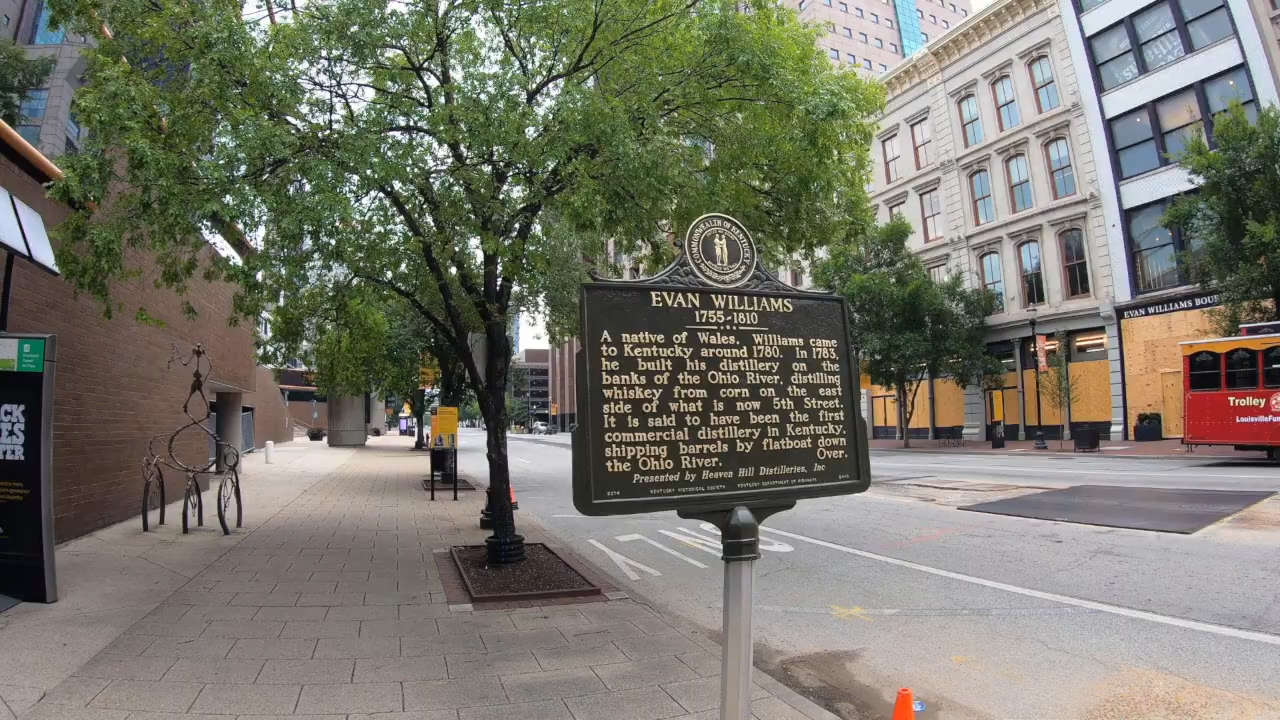 COMMONWEALTH OF KENTUCKY
EVAN WILLIAMS
1755-1810
A native of Wales, Williams came
to Kentucky around 1780. In 1783,
he built his distillery on the
banks of the Ohio River, distilling
whiskey from corn on the east
side of what is now 5th Street.
It is said to have been the first
commercial distillery in Kentucky,
shipping barrels by flatboat down
the Ohio River. Over.
Presented by Heaven Hill Distilleries, Inc
KENTUCKY HISTORICAL SOCIETY KENTUCKY DEPARTMENT OF HIGHWAYS
EVAN WILLIAMS BOU
Trolley
LouisvilleFun